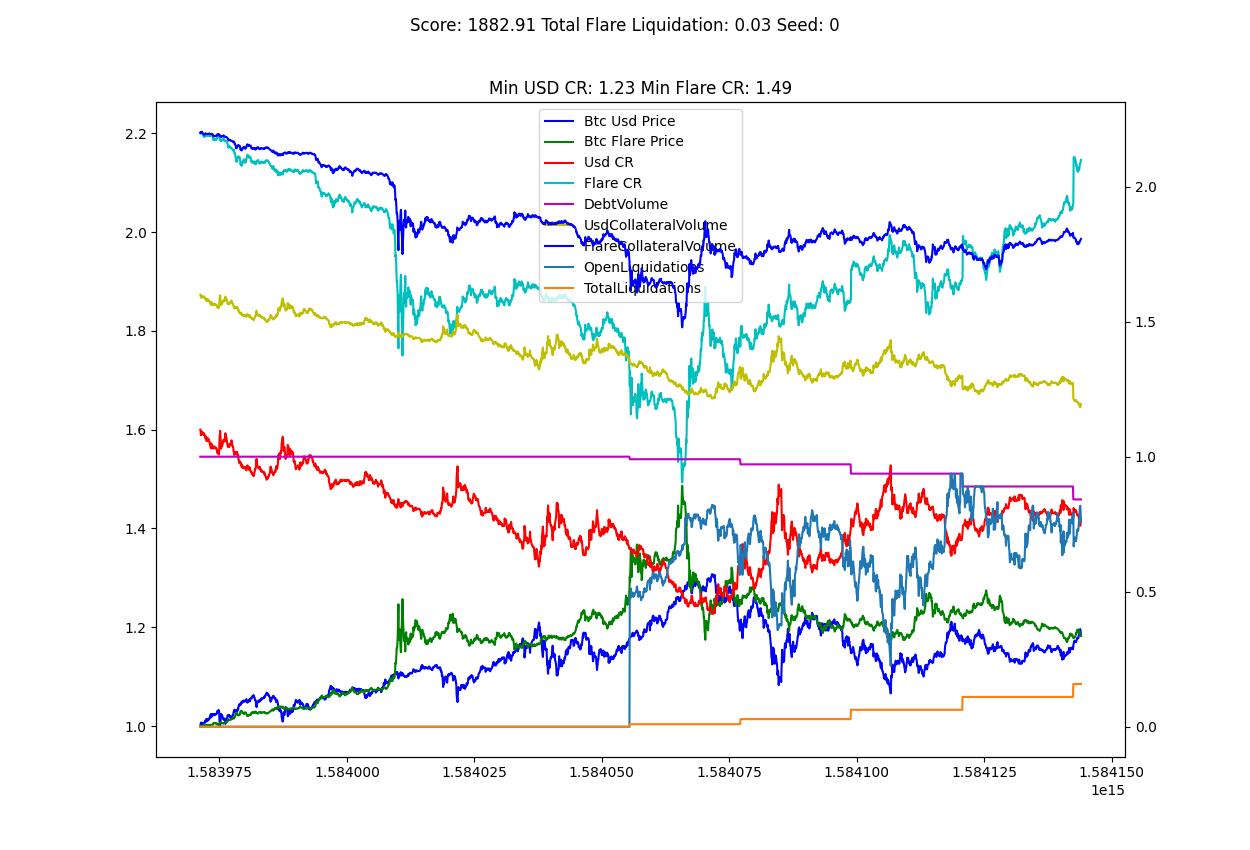 Score: 1882.91 Total Flare Liquidation: 0.03 Seed: 0
Min USD CR: 1.23 Min Flare CR: 1.49
Btc Usd Price
Btc Flare Price
Usd CR
Flare CR
DebtVolume
UsdCollateralVolume
FlareCollateralVolume
OpenLiquidations
TotalLiquidations
2.2
2.0
1.8
1.6
1.4
1.2
1.0
2.0
1.5
1.0
0.5
0.0
1.583975 1.584000 1.584025 1.584050 1.584075 1.584100 1.584125 1.584150
1e15